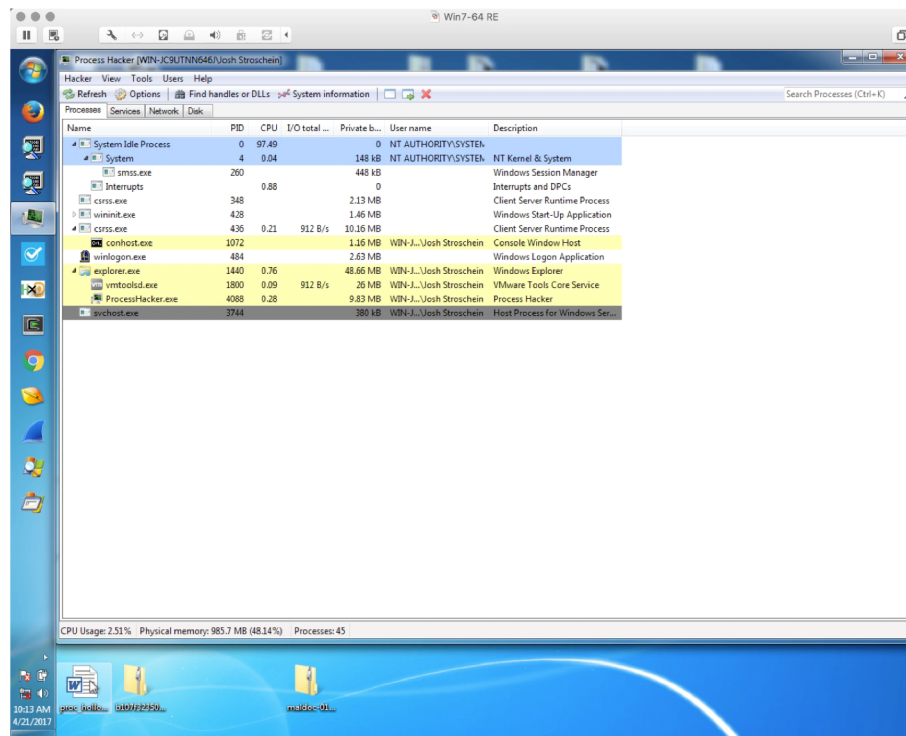 Win7-64 RE
Process Hacker [WIN-JC9UTNN646J\Josh Stroschein]
Hacker View Tools Users Help
Refresh Options Find handles or DLLs System information Search Processes (Ctrl+K)
Processes Services Network Disk
Name PID CPU I/O total ... Private b... User name Description
System Idle Process 0 97.49 0 NT AUTHORITY\SYSTEM
System 4 0.04 148 kB NT AUTHORITY\SYSTEM NT Kernel & System
smss.exe 260 448 kB Windows Session Manager
Interrupts 0.88 0 Interrupts and DPCs
csrss.exe 348 2.13 MB Client Server Runtime Process
wininit.exe 428 1.46 MB Windows Start-Up Application
csrss.exe 436 0.21 912 B/s 10.16 MB Client Server Runtime Process
conhost.exe 1072 1.16 MB WIN-J...\Josh Stroschein Console Window Host
winlogon.exe 484 2.63 MB Windows Logon Application
explorer.exe 1440 0.76 48.66 MB WIN-J...\Josh Stroschein Windows Explorer
vmtoolsd.exe 1800 0.09 912 B/s 26 MB WIN-J...\Josh Stroschein VMware Tools Core Service
ProcessHacker.exe 4088 0.28 9.83 MB WIN-J...\Josh Stroschein Process Hacker
svchost.exe 3744 380 kB WIN-J...\Josh Stroschein Host Process for Windows Ser...
CPU Usage: 2.51% Physical memory: 985.7 MB (48.14%) Processes: 45
proc_hollo... maldoc-01...
10:13 AM
4/21/2017